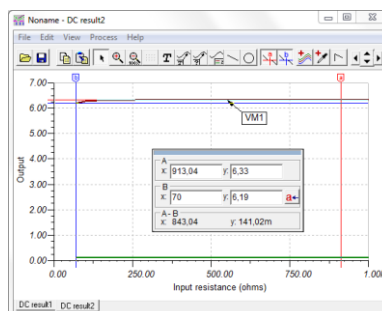 Noname - DC result2
File Edit View Process Help
T
a b
b a
7.00
6.00
VM1
5.00
4.00
Output
A
x: 913,04 y: 6,33
3.00
B
x: 70 y: 6,19 a
2.00
A - B
x: 843,04 y: 141,02m
1.00
0.00
0.00 250.00 500.00 750.00 1.00
Input resistance (ohms)
DC result1 DC result2